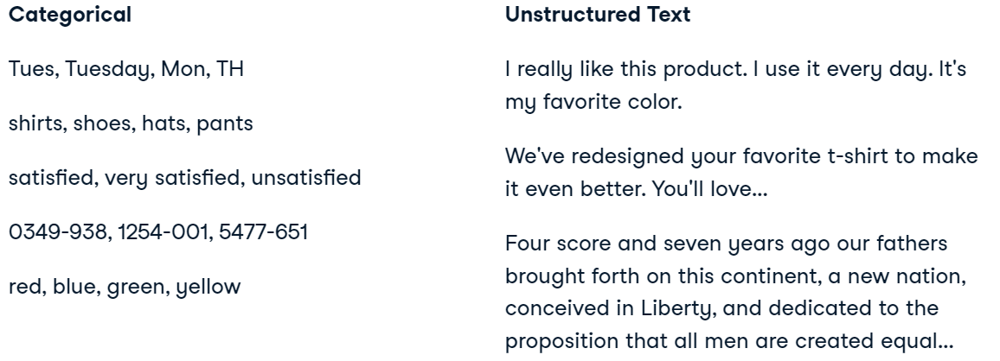 Categorical
Tues, Tuesday, Mon, TH
shirts, shoes, hats, pants
satisfied, very satisfied, unsatisfied
0349-938, 1254-001, 5477-651
red, blue, green, yellow
Unstructured Text
I really like this product. I use it every day. It's
my favorite color.
We've redesigned your favorite t-shirt to make
it even better. You'll love...
Four score and seven years ago our fathers
brought forth on this continent, a new nation,
conceived in Liberty, and dedicated to the
proposition that all men are created equal...